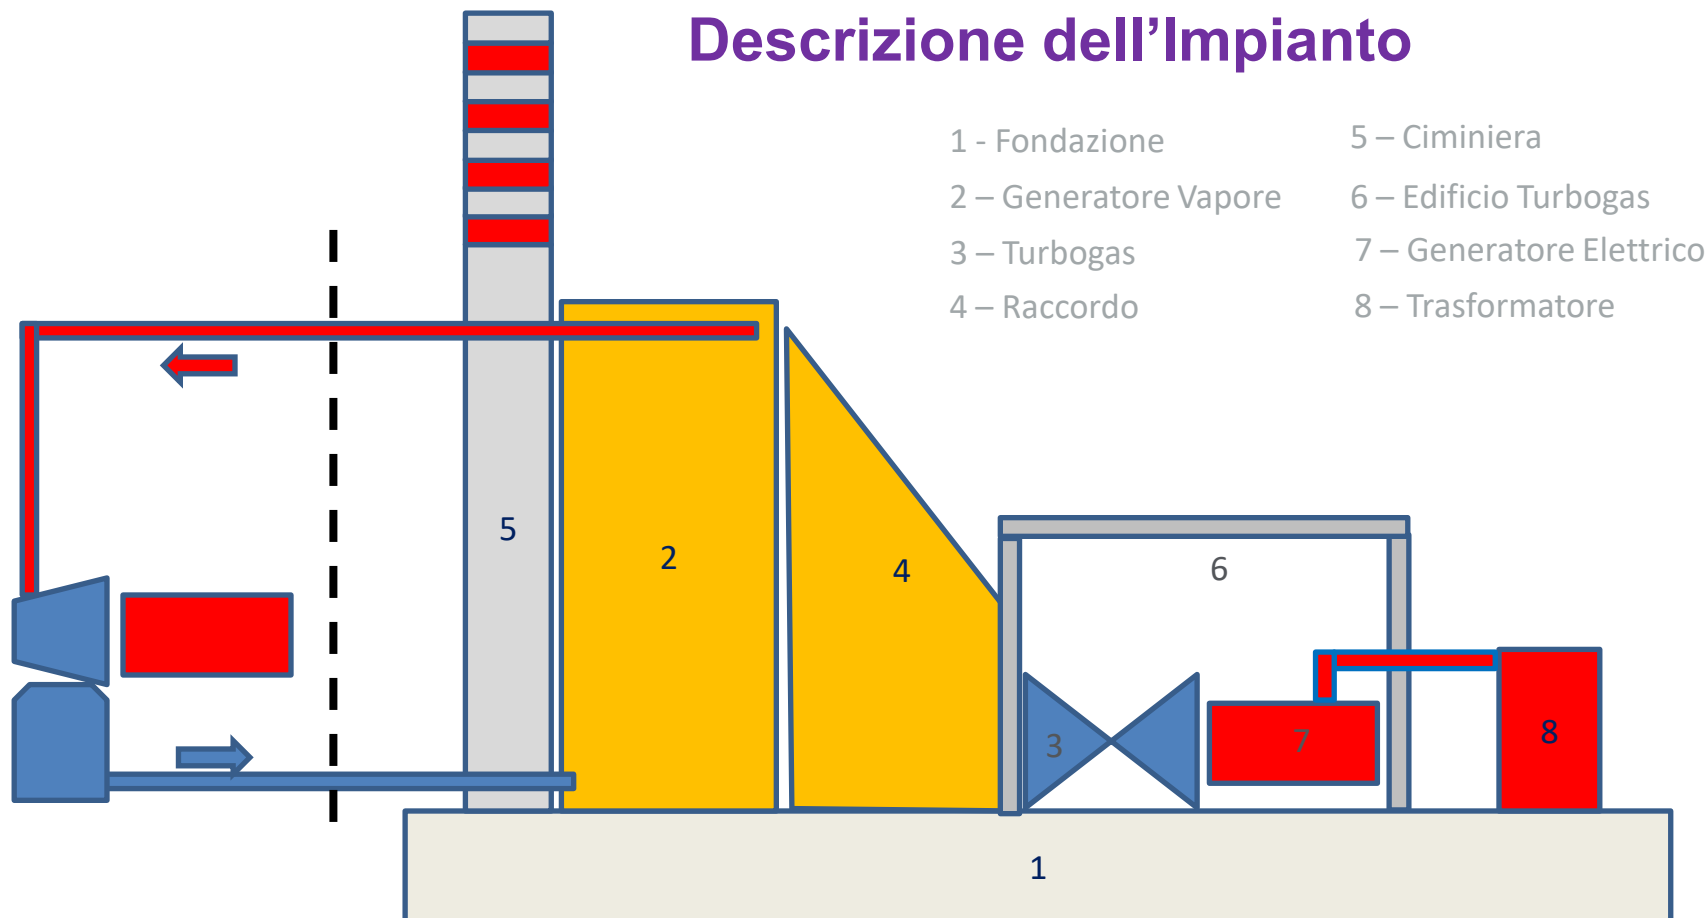 Descrizione dell’Impianto
1 - Fondazione
2 – Generatore Vapore
3 – Turbogas
4 – Raccordo
5 – Ciminiera
6 – Edificio Turbogas
7 – Generatore Elettrico
8 – Trasformatore
5
2
4
6
3
7
8
1